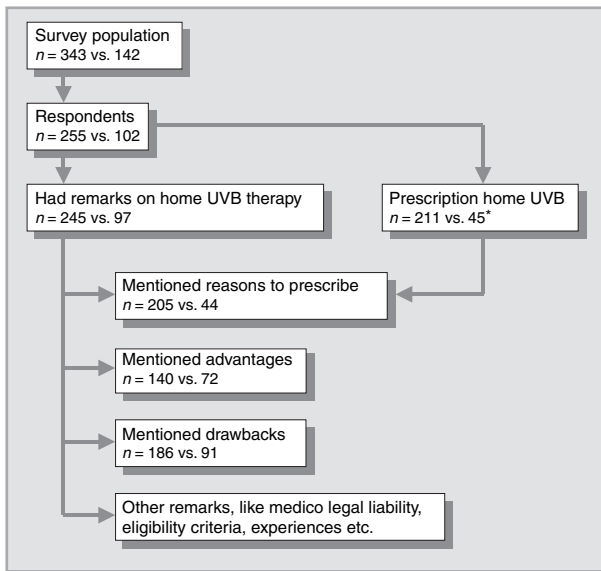 Survey population
n = 343 vs. 142
Respondents
n = 255 vs. 102
Had remarks on home UVB therapy
n = 245 vs. 97
Prescription home UVB
n = 211 vs. 45*
Mentioned reasons to prescribe
n = 205 vs. 44
Mentioned advantages
n = 140 vs. 72
Mentioned drawbacks
n = 186 vs. 91
Other remarks, like medico legal liability,
eligibility criteria, experiences etc.